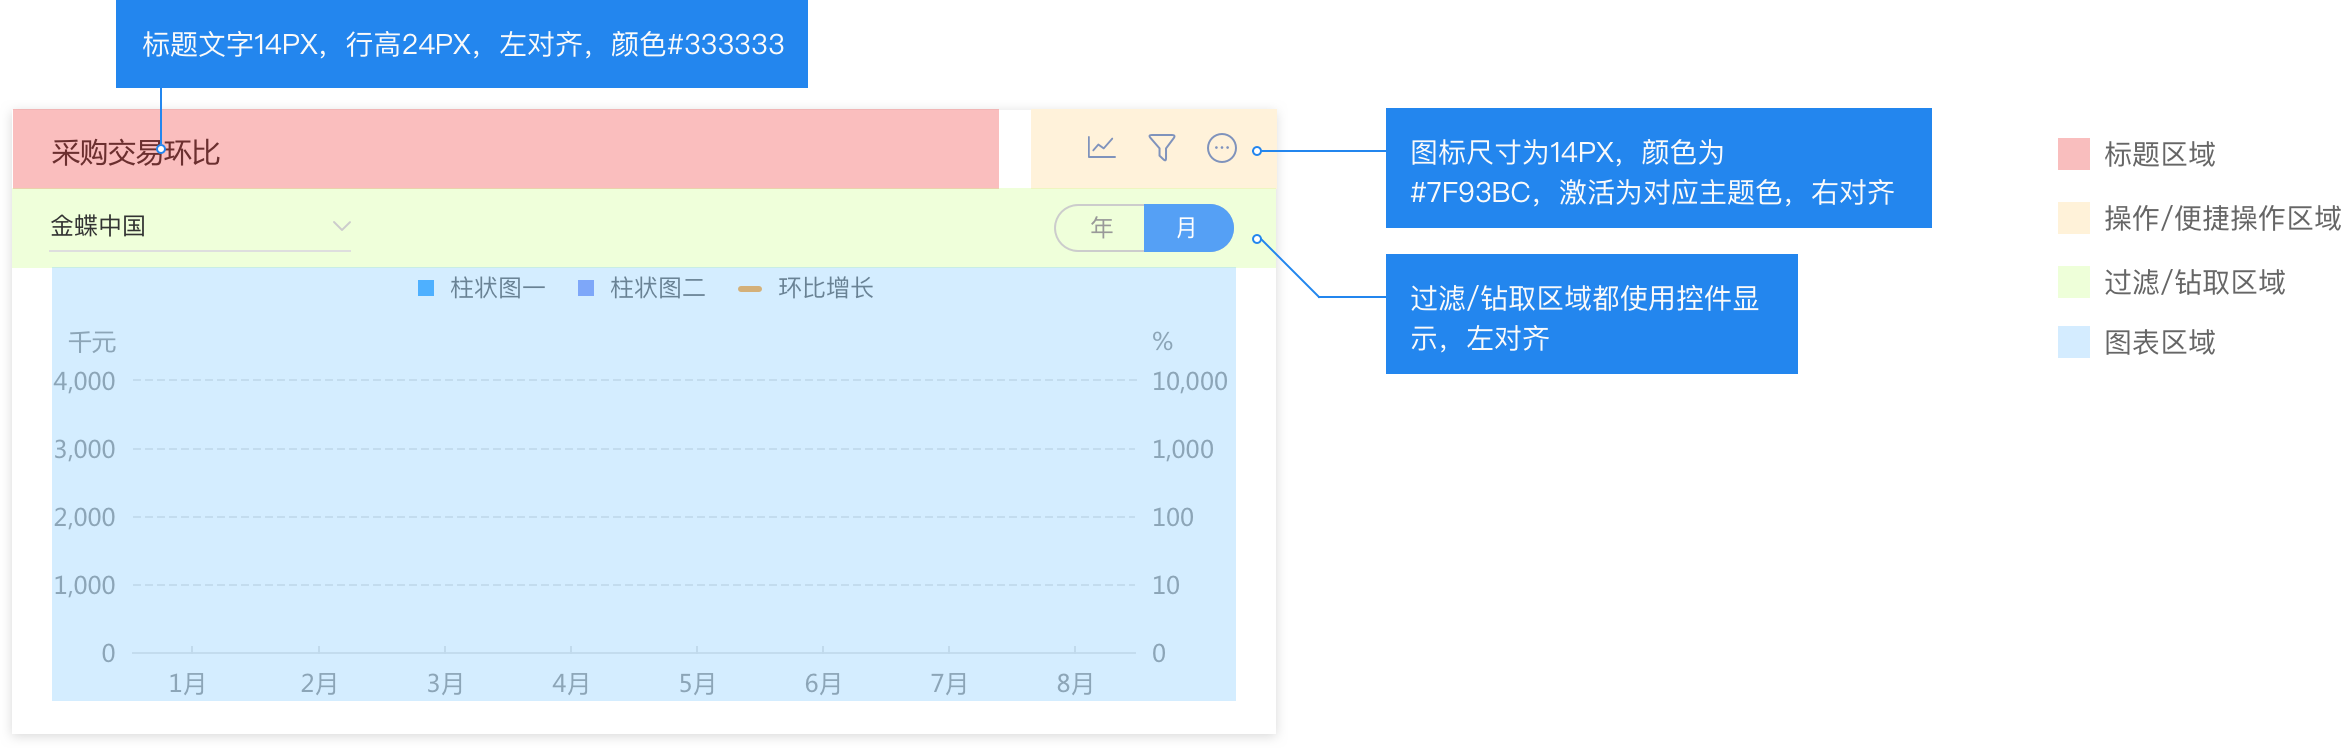 标题文字14PX，行高24PX，左对齐，颜色#333333
采购交易环比
图标尺寸为14PX，颜色为
#7F93BC，激活为对应主题色，右对齐
金蝶中国
年 月
过滤/钻取区域都使用控件显
示，左对齐
标题区域
操作/便捷操作区域
过滤/钻取区域
图表区域
柱状图一 柱状图二 环比增长
千元 %
4,000 10,000
3,000 1,000
2,000 100
1,000 10
0 0
1月 2月 3月 4月 5月 6月 7月 8月